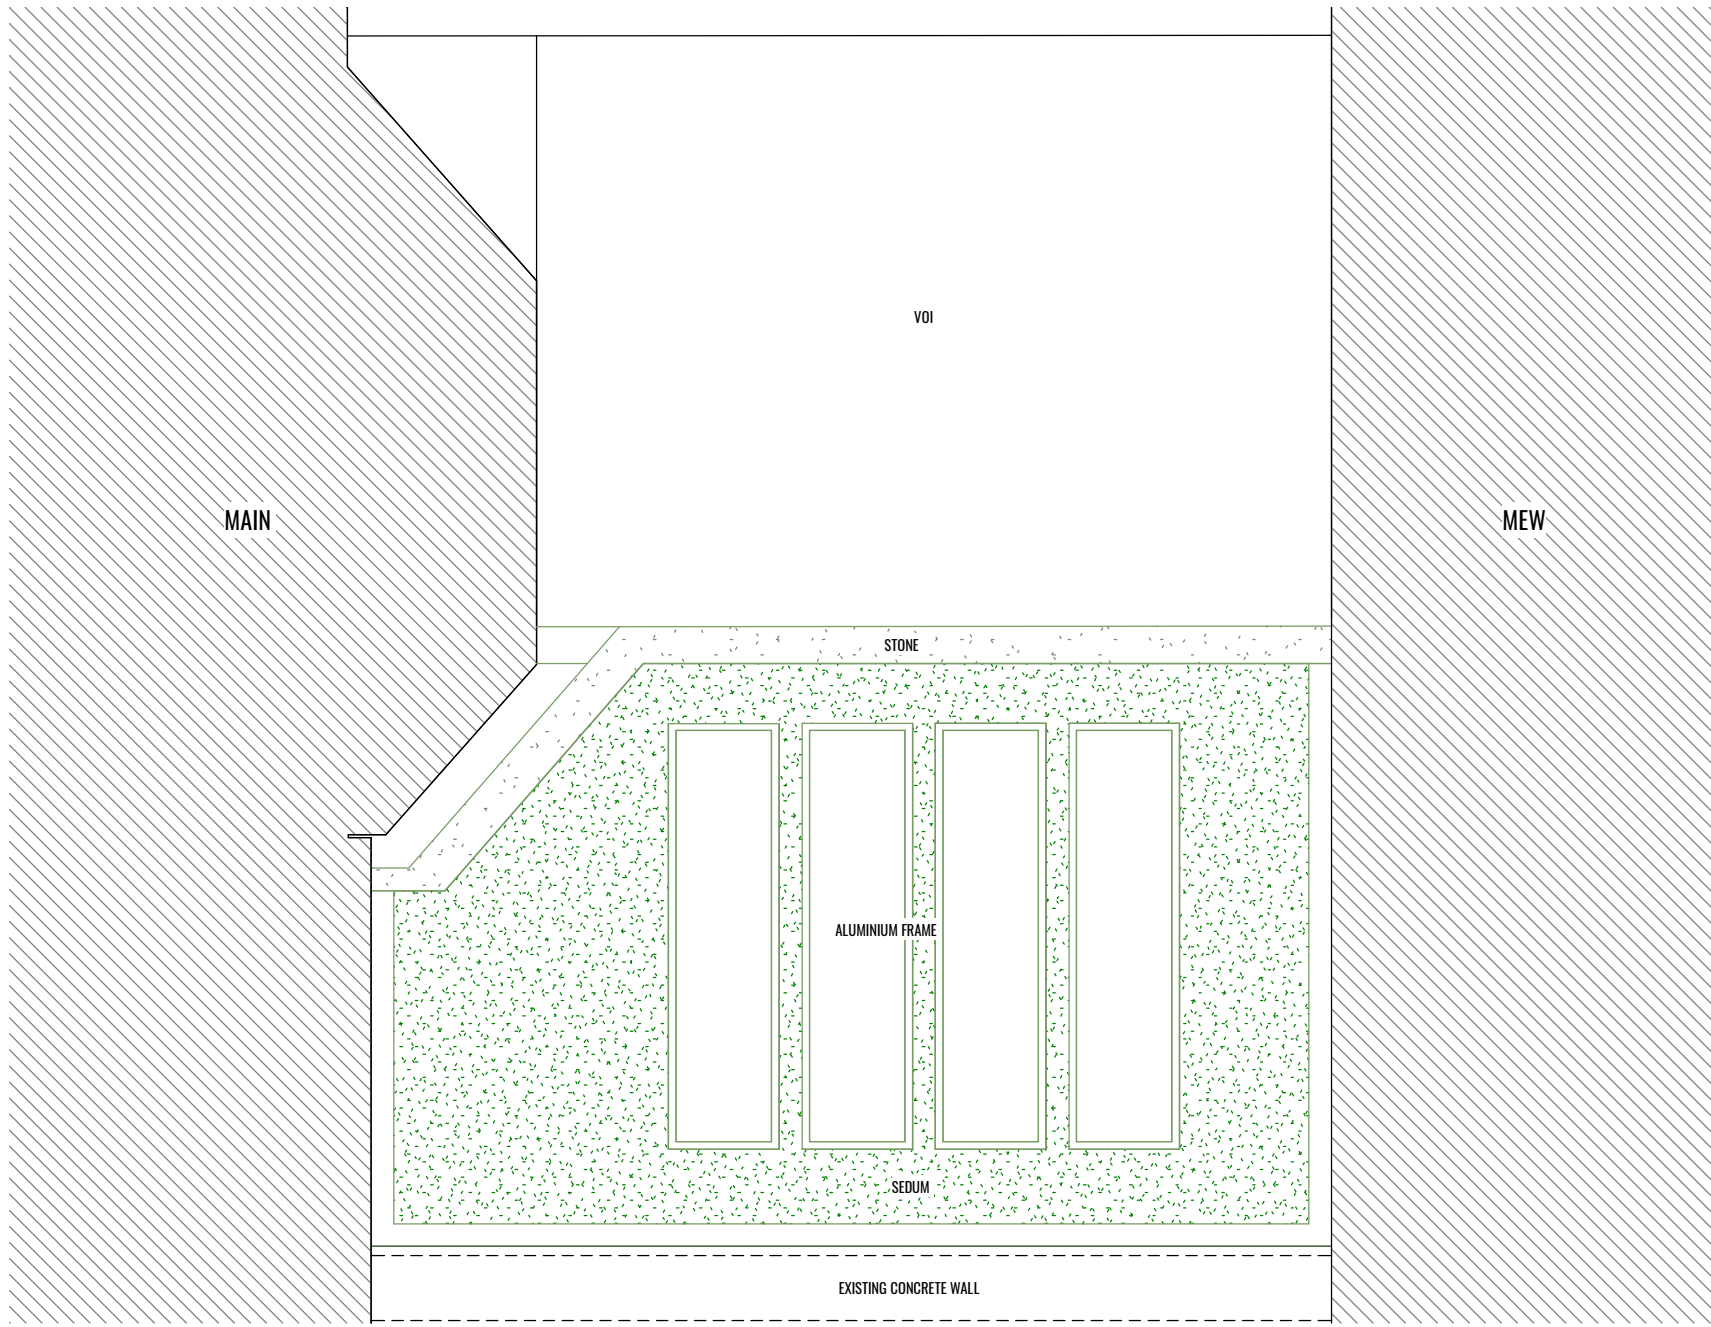 VOI
MAIN
MEW
STONE
ALUMINIUM FRAME
SEDUM
EXISTING CONCRETE WALL